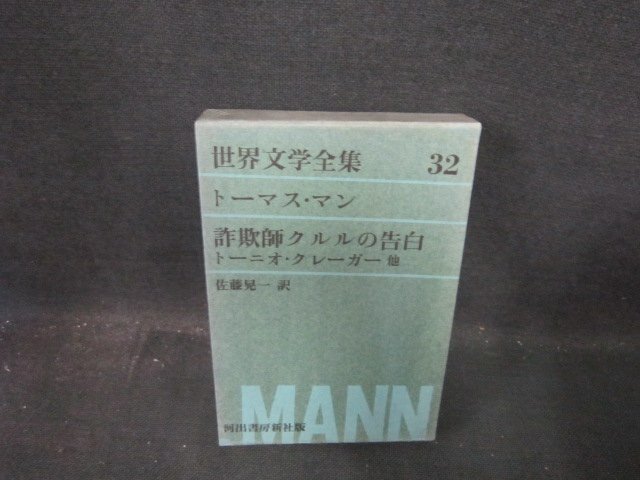 世界文学全集 32
トーマス・マン
詐欺師クルルの告白
トーニオ・クレーガー 他
佐藤晃一 訳
MANN
河出書房新社版